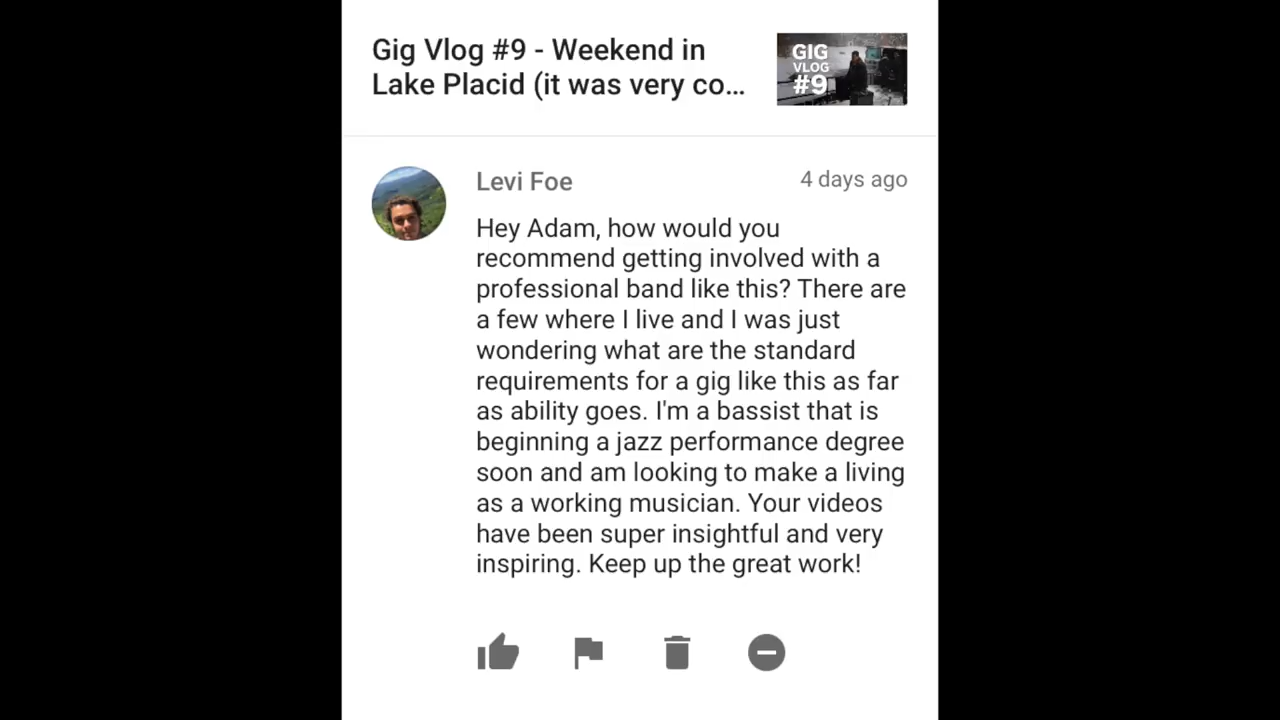 Gig Vlog #9 - Weekend in
Lake Placid (it was very co...
GIG
VLOG
#9
Levi Foe
4 days ago
Hey Adam, how would you
recommend getting involved with a
professional band like this? There are
a few where I live and I was just
wondering what are the standard
requirements for a gig like this as far
as ability goes. I'm a bassist that is
beginning a jazz performance degree
soon and am looking to make a living
as a working musician. Your videos
have been super insightful and very
inspiring. Keep up the great work!